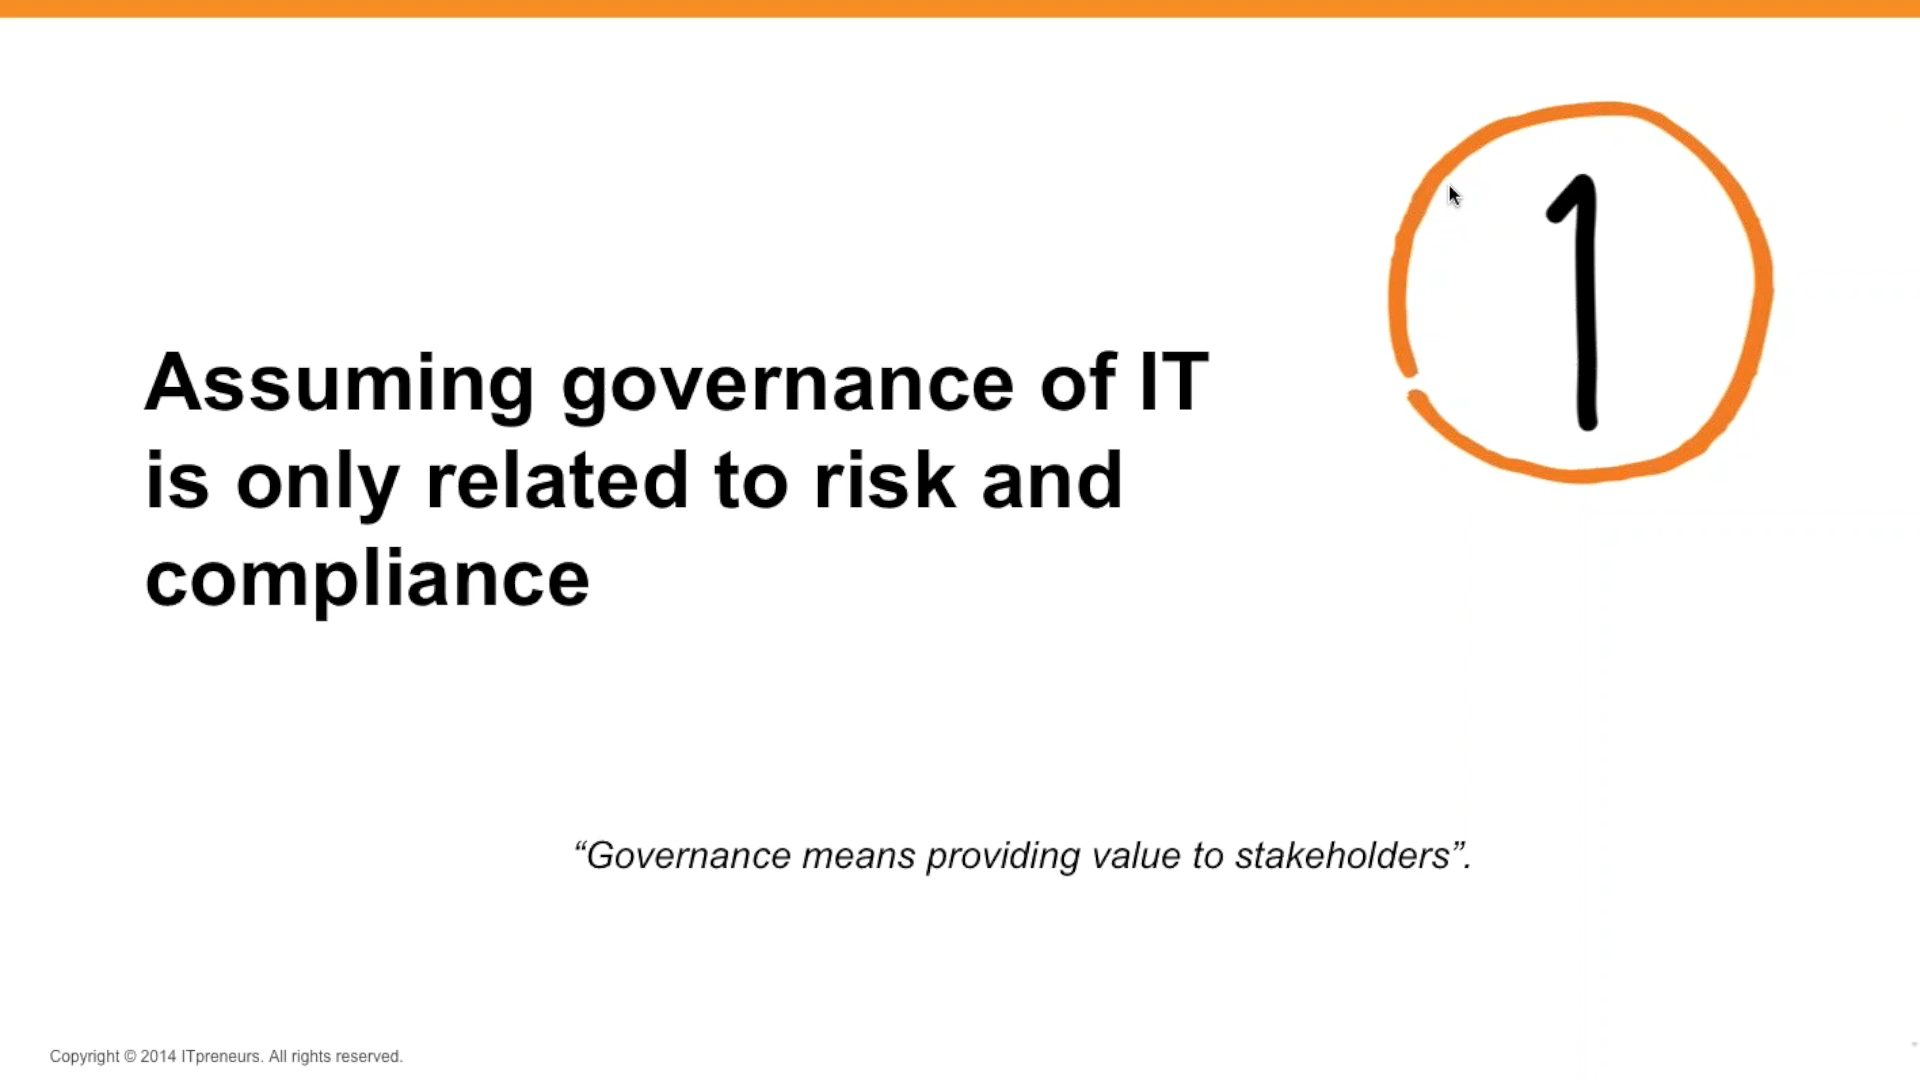 1
Assuming governance of IT
is only related to risk and
compliance
“Governance means providing value to stakeholders”.
Copyright © 2014 ITpreneurs. All rights reserved.